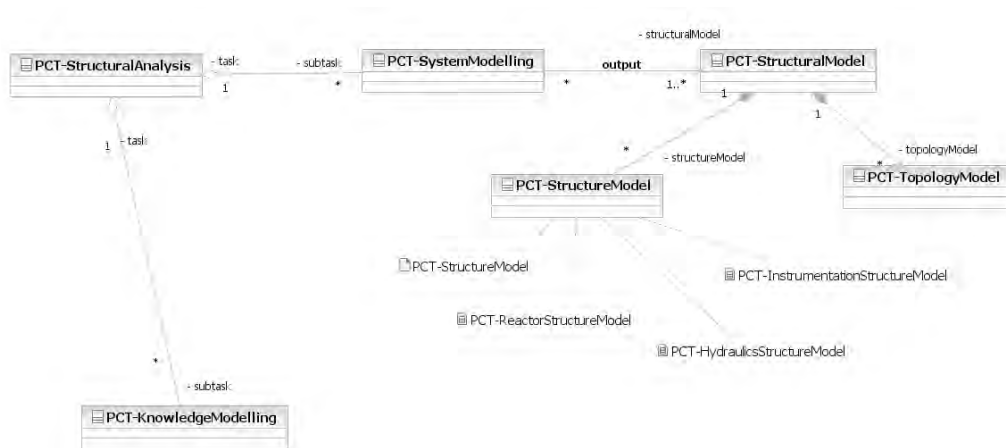 - structuralModel
PCT-StructuralAnalysis
- task
1
- subtask
*
PCT-SystemModelling
output
*
1..*
PCT-StructuralModel
1
1
- task
1
*
- structureModel
- topologyModel
*
PCT-StructureModel
PCT-TopologyModel
PCT-StructureModel
PCT-InstrumentationStructureModel
PCT-ReactorStructureModel
PCT-HydraulicsStructureModel
*
- subtask
PCT-KnowledgeModelling